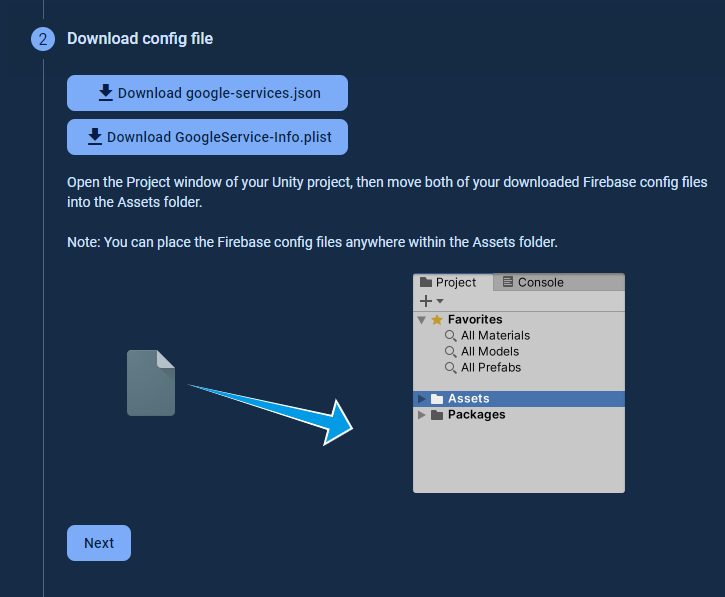 2 Download config file
Download google-services.json
Download GoogleService-Info.plist
Open the Project window of your Unity project, then move both of your downloaded Firebase config files
into the Assets folder.
Note: You can place the Firebase config files anywhere within the Assets folder.
Project Console
Favorites
All Materials
All Models
All Prefabs
Assets
Packages
Next